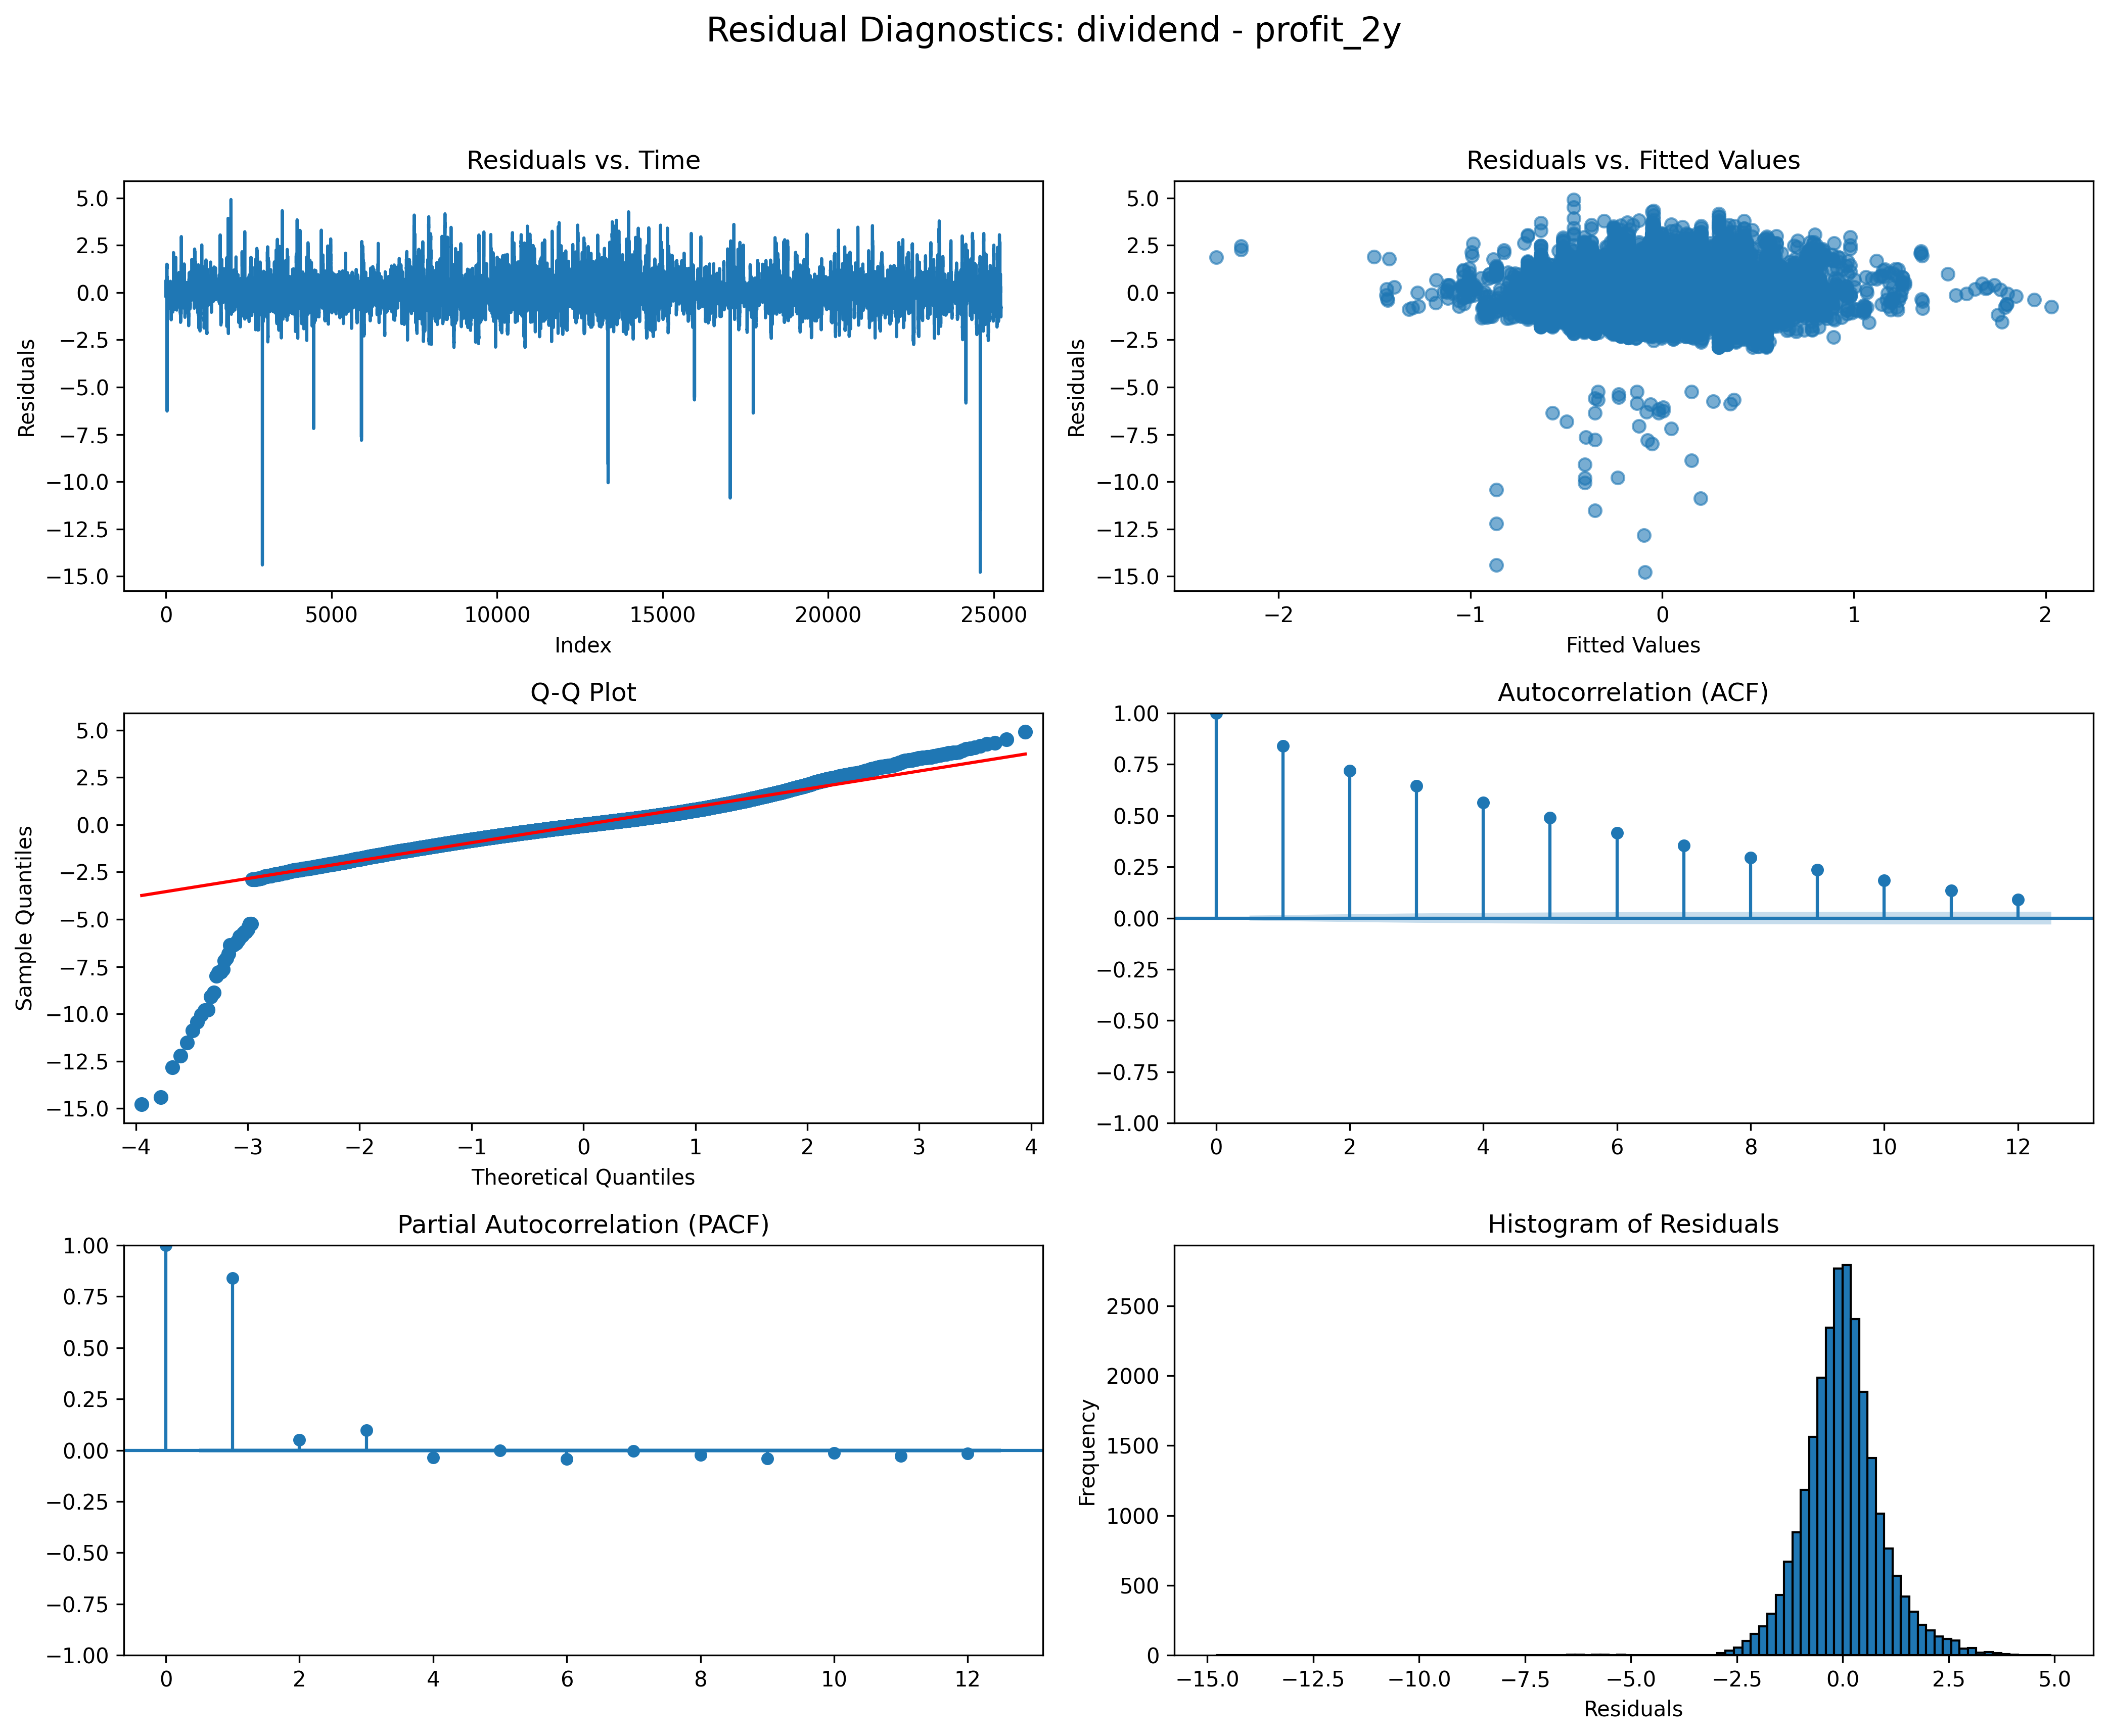 Residual Diagnostics: dividend - profit_2y
Residuals vs. Time
5.0
2.5
0.0
−2.5
−5.0
−7.5
−10.0
−12.5
−15.0
Residuals
0 5000 10000 15000 20000 25000
Index
Residuals vs. Fitted Values
5.0
2.5
0.0
−2.5
−5.0
−7.5
−10.0
−12.5
−15.0
Residuals
−2 −1 0 1 2
Fitted Values
Q-Q Plot
5.0
2.5
0.0
−2.5
−5.0
−7.5
−10.0
−12.5
−15.0
Sample Quantiles
−4 −3 −2 −1 0 1 2 3 4
Theoretical Quantiles
Autocorrelation (ACF)
1.00
0.75
0.50
0.25
0.00
−0.25
−0.50
−0.75
−1.00
0 2 4 6 8 10 12
Partial Autocorrelation (PACF)
1.00
0.75
0.50
0.25
0.00
−0.25
−0.50
−0.75
−1.00
0 2 4 6 8 10 12
Histogram of Residuals
2500
2000
1500
1000
500
0
Frequency
−15.0 −12.5 −10.0 −7.5 −5.0 −2.5 0.0 2.5 5.0
Residuals